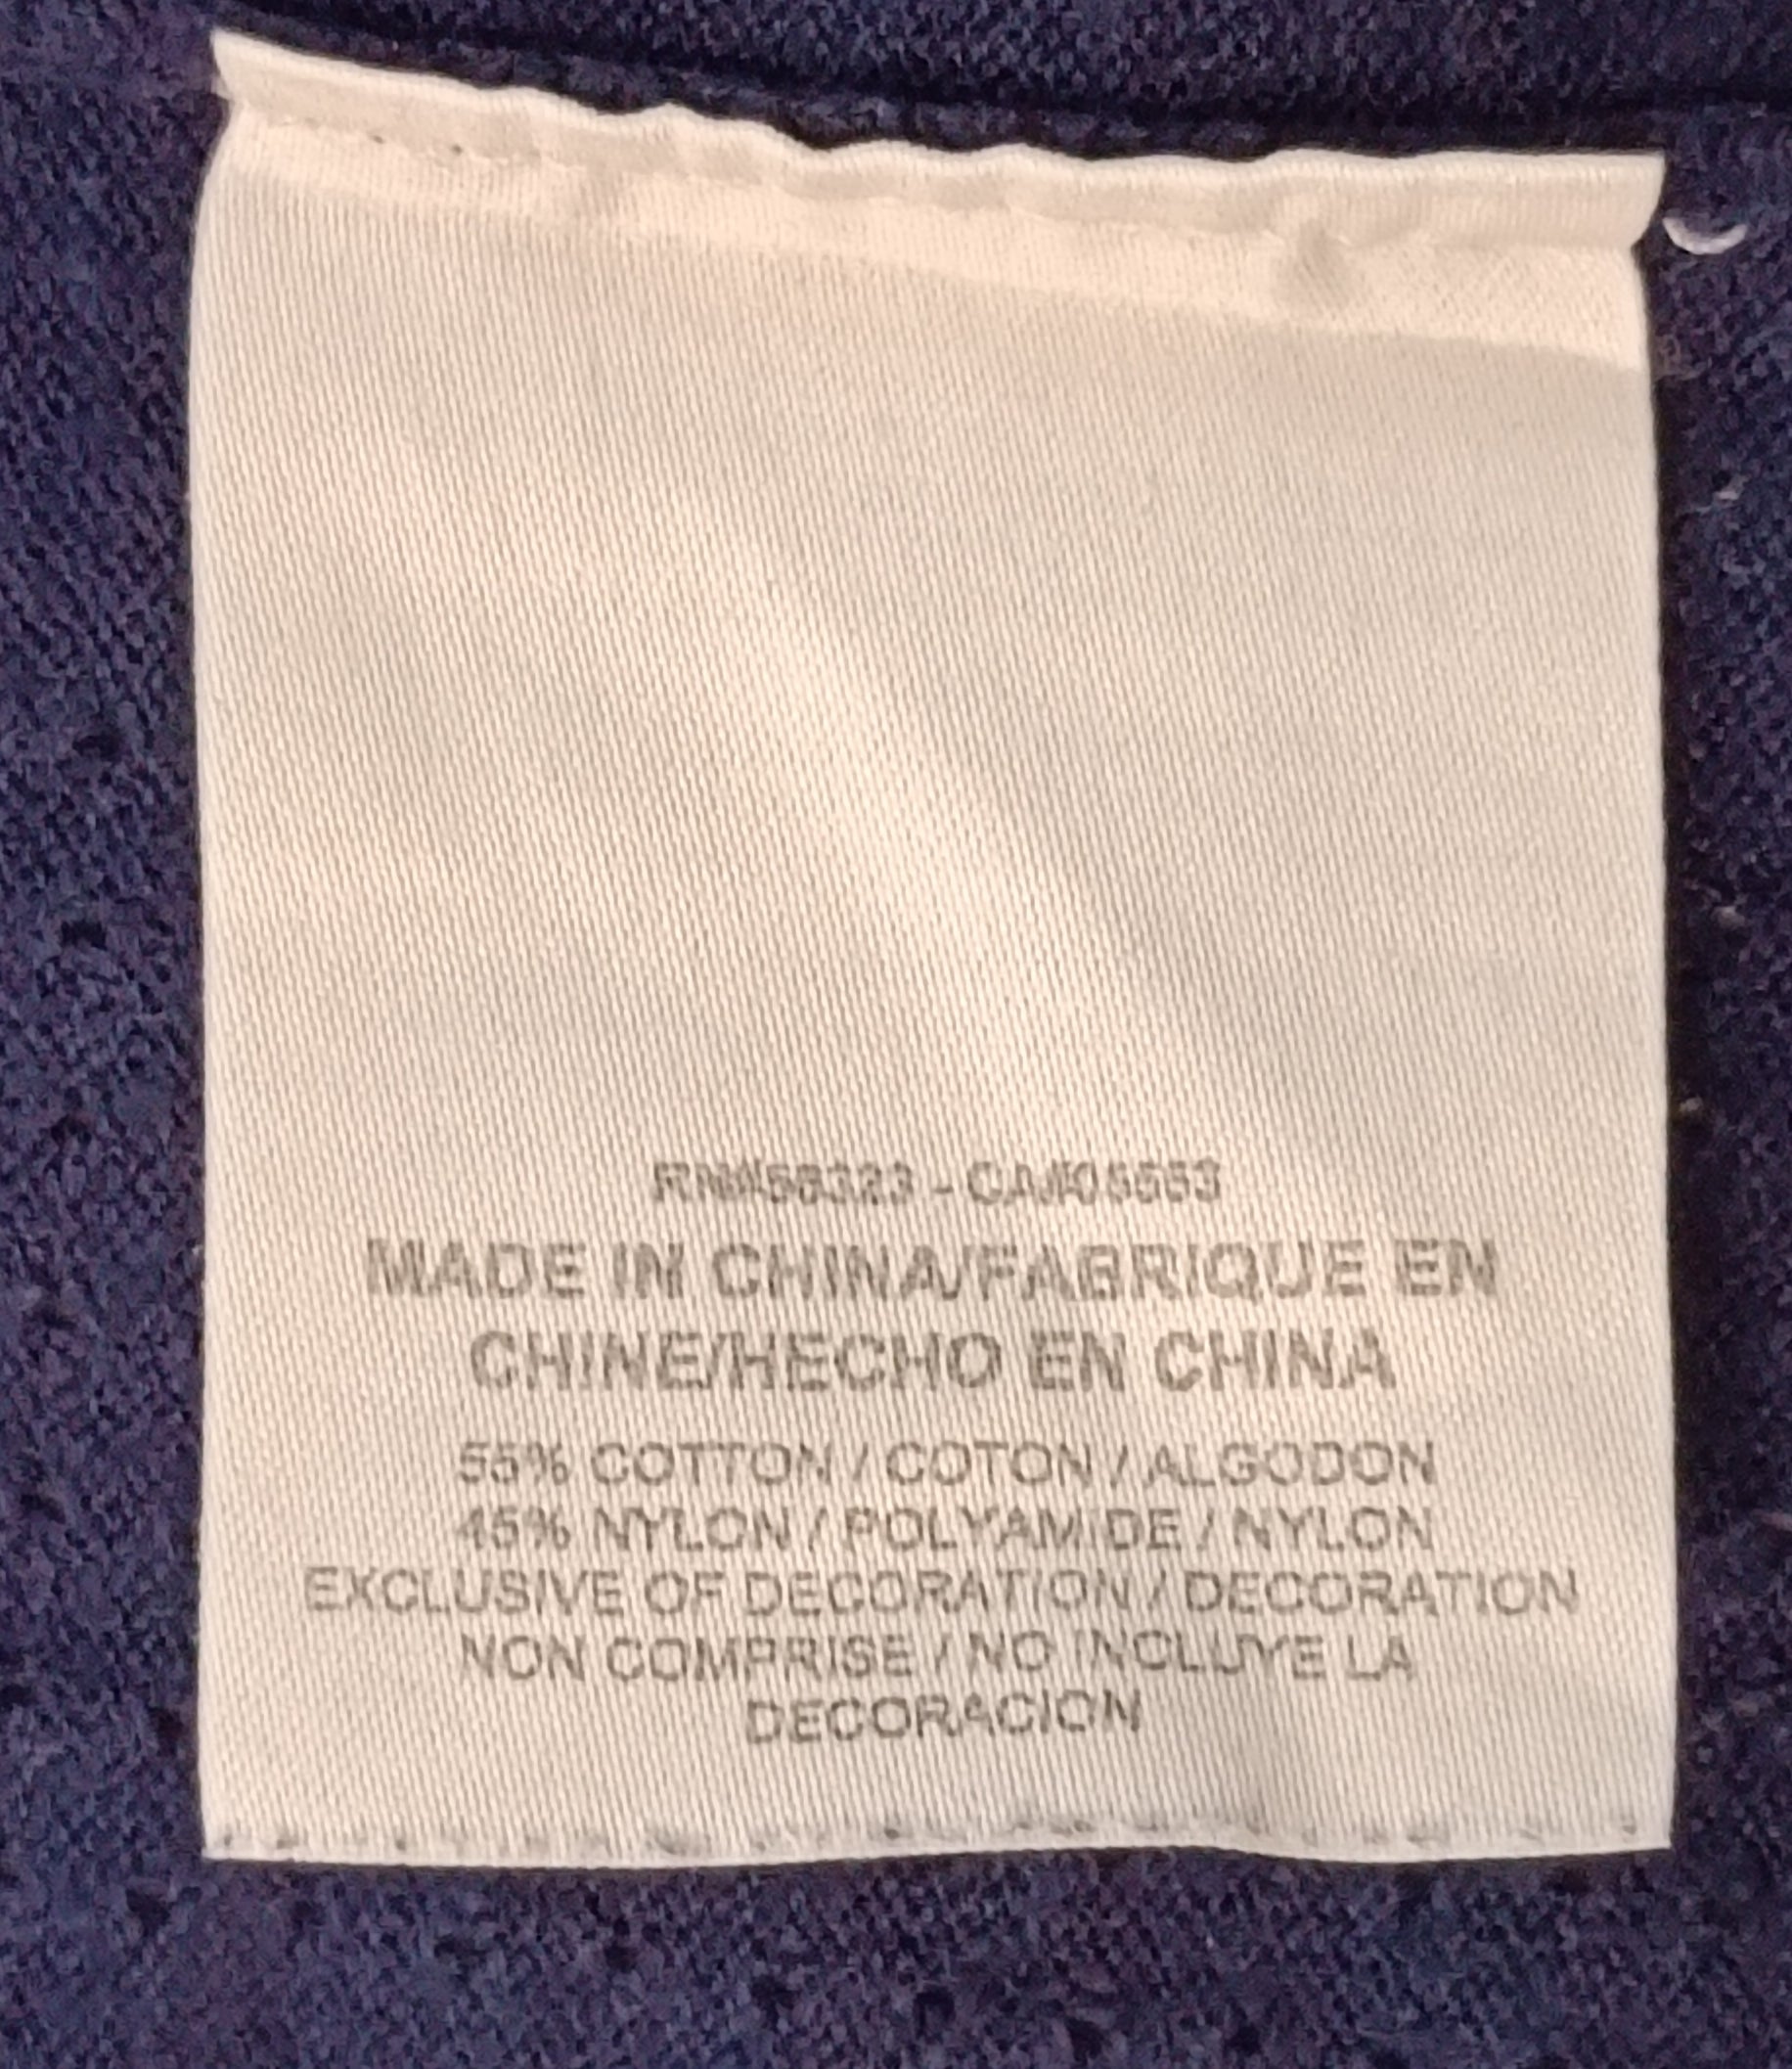 RN#56323 - CA#05553
MADE IN CHINA/FABRIQUE EN
CHINE/HECHO EN CHINA
55% COTTON / COTON / ALGODON
45% NYLON / POLYAMIDE / NYLON
EXCLUSIVE OF DECORATION / DECORATION
NON COMPRISE / NO INCLUYE LA
DECORACION